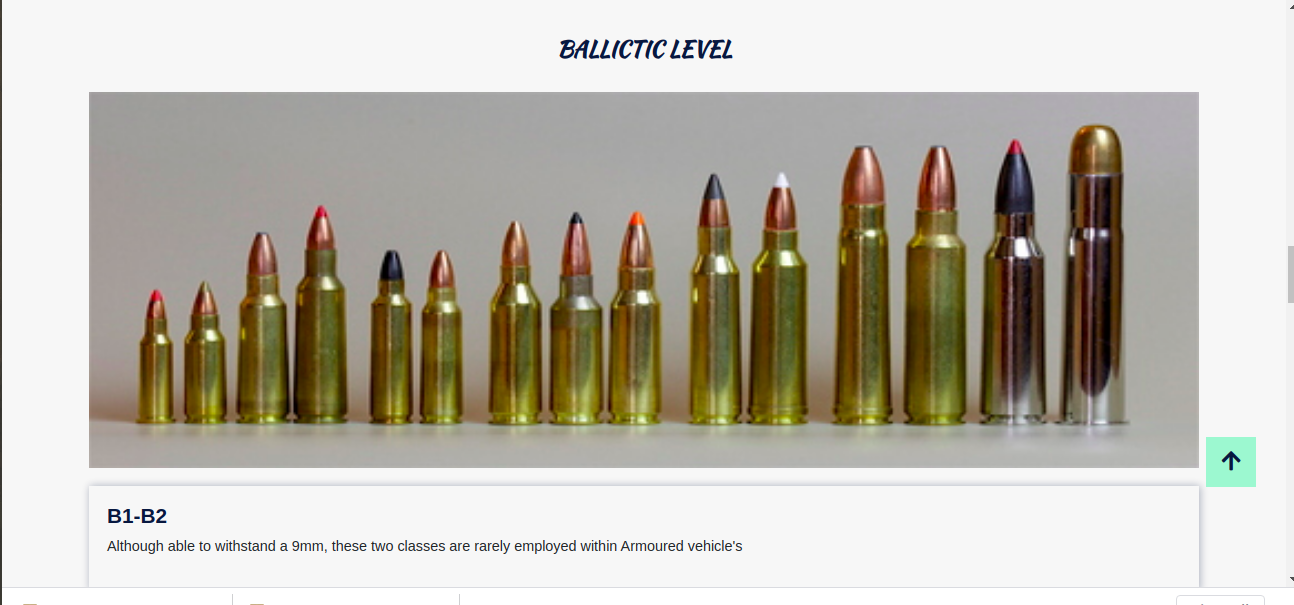 BALLICTIC LEVEL
B1-B2
Although able to withstand a 9mm, these two classes are rarely employed within Armoured vehicle's